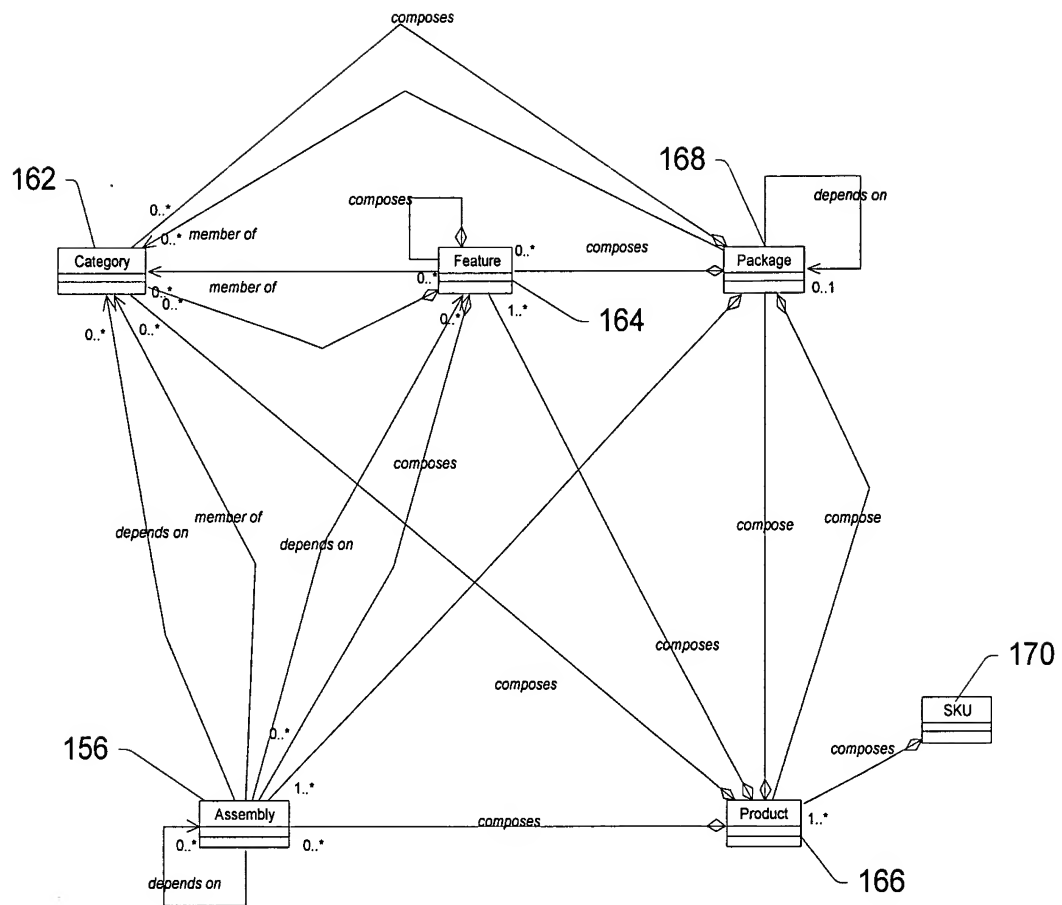 composes
168
162
composes
depends on
0..*
member of
0..*
0..*
composes
Category
Feature
Package
0..*
0..1
member of
0..*
0..*
0..*
1..*
164
0..*
0..*
composes
compose
compose
depends on
member of
depends on
composes
composes
170
SKU
0..*
composes
156
1..*
Assembly
Product
composes
1..*
0..*
0..*
depends on
166